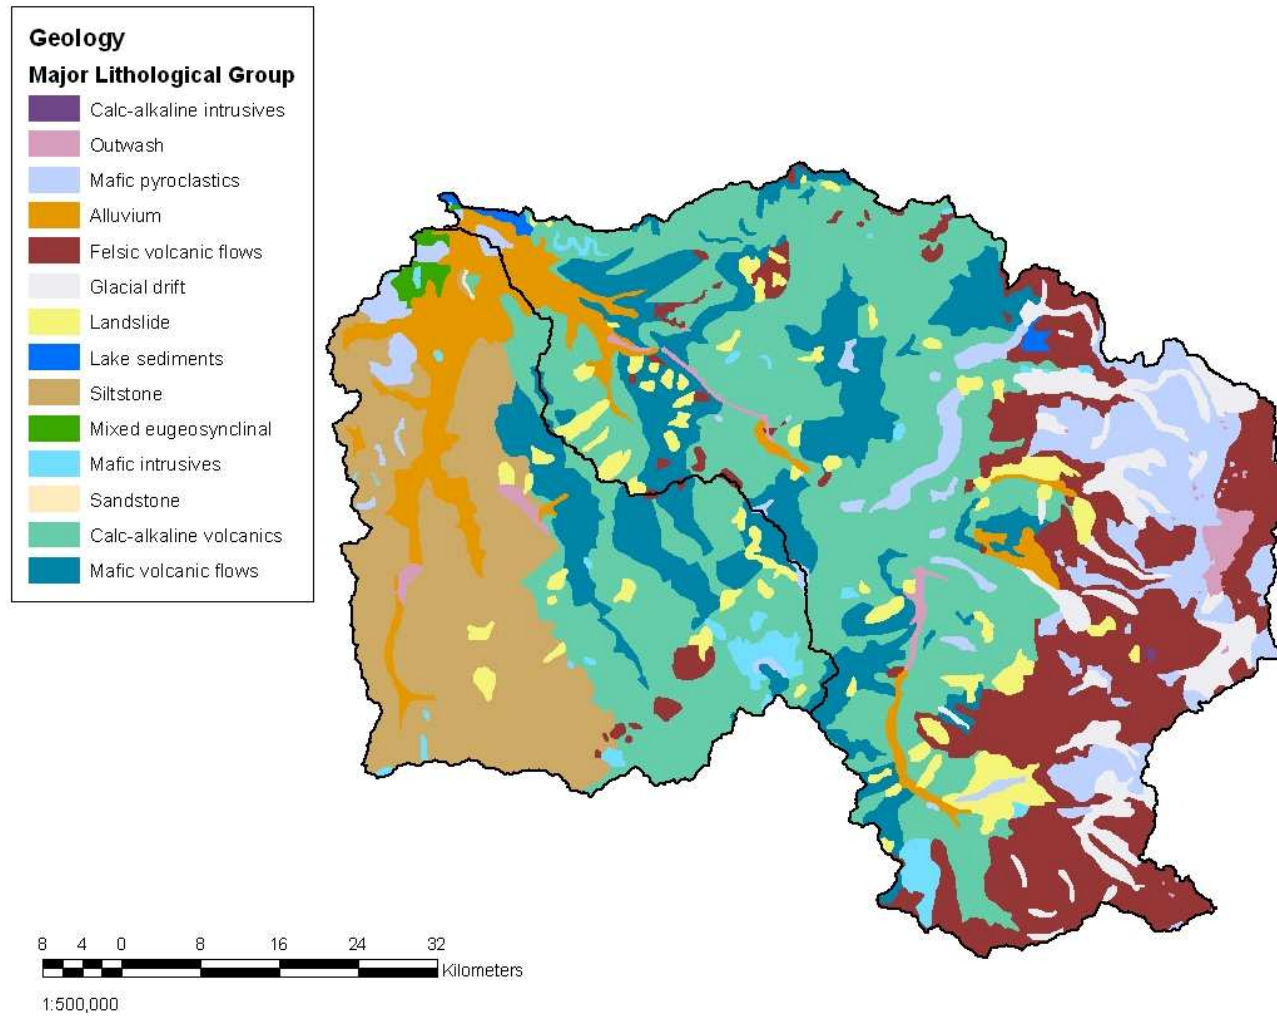 Geology
Major Lithological Group
Calc-alkaline intrusives
Outwash
Mafic pyroclastics
Alluvium
Felsic volcanic flows
Glacial drift
Landslide
Lake sediments
Siltstone
Mixed eugeosynclinal
Mafic intrusives
Sandstone
Calc-alkaline volcanics
Mafic volcanic flows
8 4 0 8 16 24 32
Kilometers
1:500,000